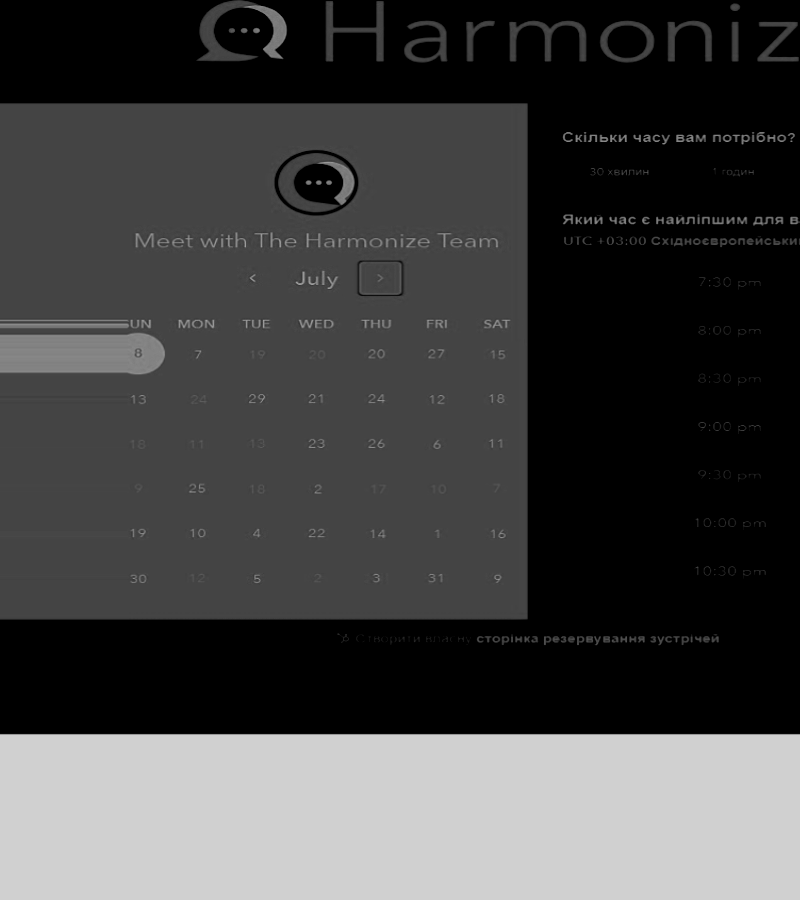 Harmoniz
Meet with The Harmonize Team
< July >
UN MON TUE WED THU FRI SAT
8 7 19 20 20 27 15
13 24 29 21 24 12 18
18 11 13 23 26 6 11
9 25 18 2 17 10 7
19 10 4 22 14 1 16
30 12 5 2 3 31 9
Скільки часу вам потрібно?
30 хвилин 1 годин
Який час є найліпшим для в
UTC +03:00 Східноєвропейськи
7:30 pm
8:00 pm
8:30 pm
9:00 pm
9:30 pm
10:00 pm
10:30 pm
Створити власну сторінка резервування зустрічей